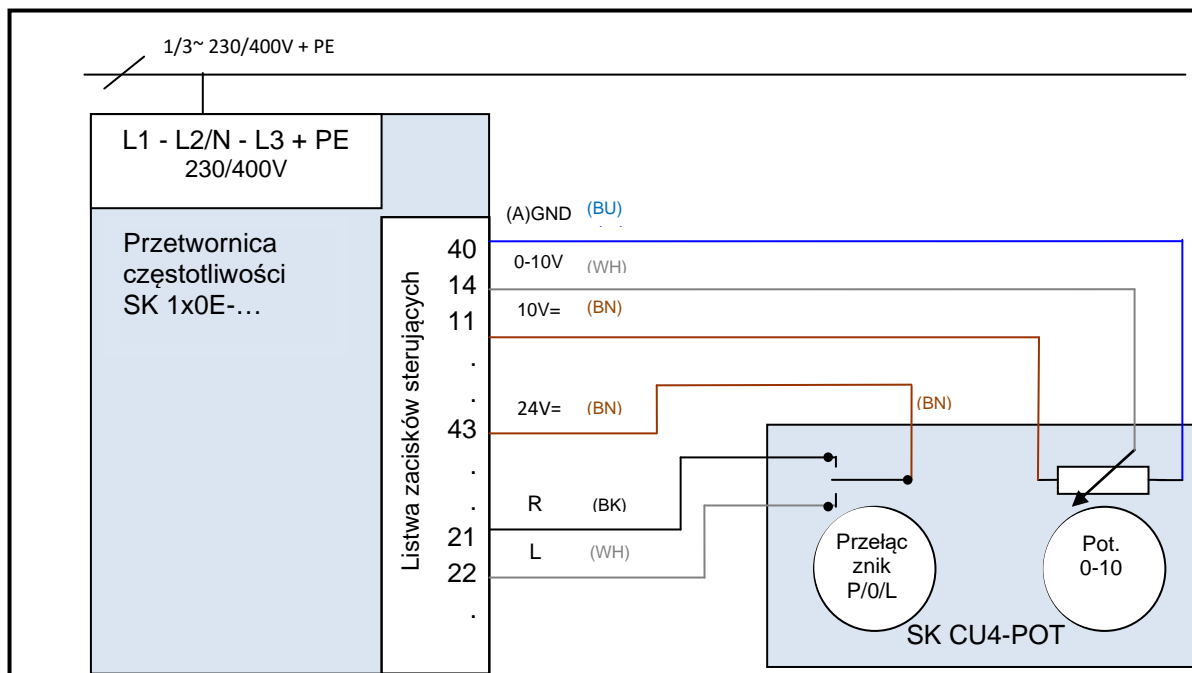 1/3~ 230/400V + PE
L1 - L2/N - L3 + PE
230/400V
Przetwornica
częstotliwości
SK 1x0E-…
Listwa zacisków sterujących
(A)GND (BU)
40
0-10V (WH)
14
10V= (BN)
11
.
.
24V= (BN)
(BN)
43
.
.
R (BK)
21
L (WH)
22
.
Przełąc
znik
P/0/L
Pot.
0-10
SK CU4-POT